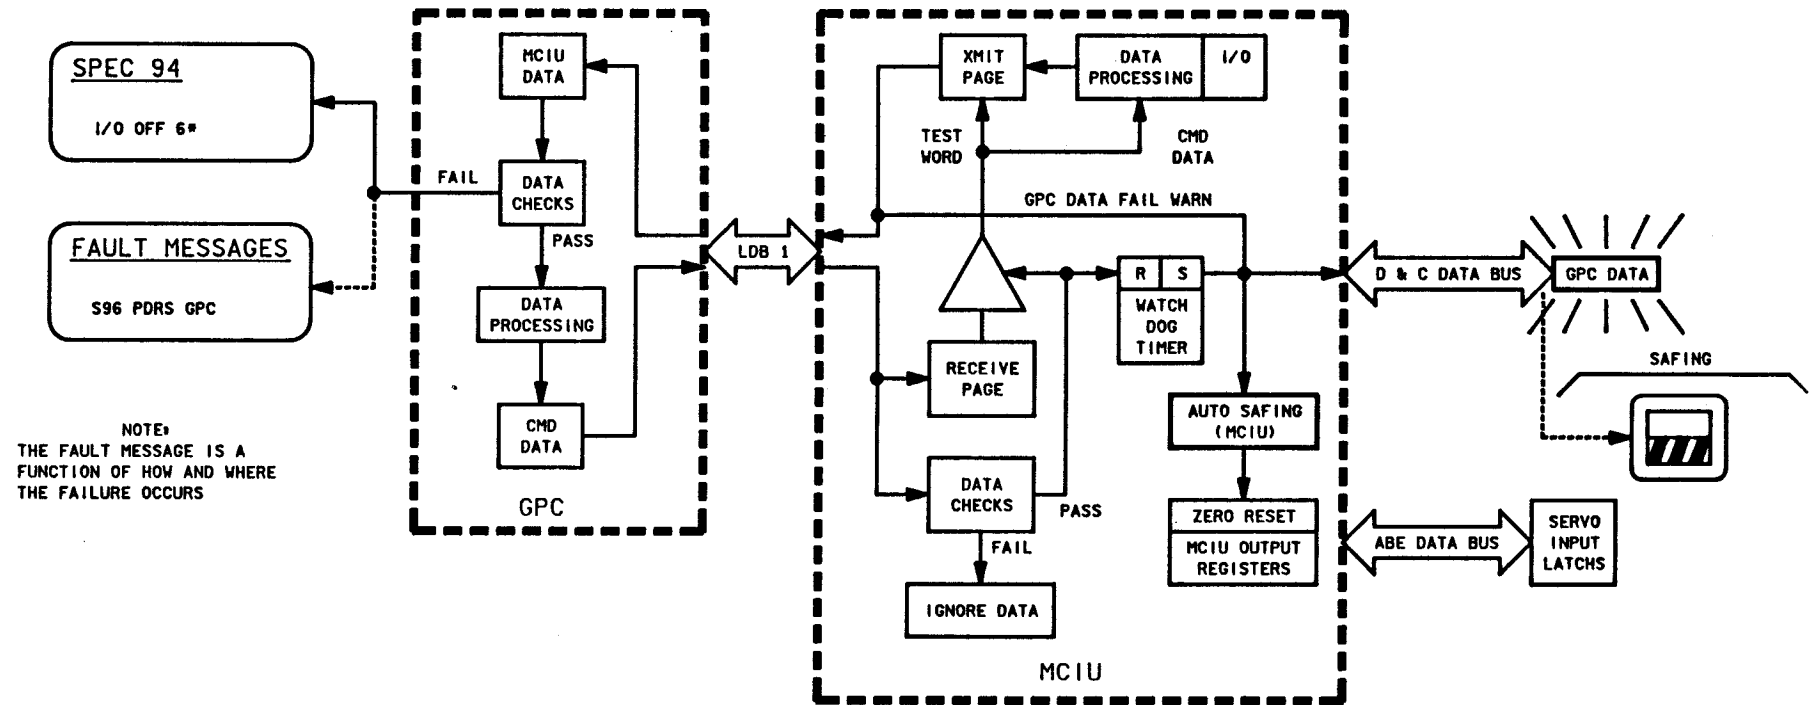 SPEC 94
I/O OFF 6*
FAULT MESSAGES
S96 PDRS GPC
NOTE:
THE FAULT MESSAGE IS A
FUNCTION OF HOW AND WHERE
THE FAILURE OCCURS
MCIU
DATA
FAIL
DATA
CHECKS
PASS
DATA
PROCESSING
CMD
DATA
GPC
LDB 1
XMIT
PAGE
DATA
PROCESSING
I/O
TEST
WORD
CMD
DATA
GPC DATA FAIL WARN
R
S
WATCH
DOG
TIMER
RECEIVE
PAGE
DATA
CHECKS
PASS
FAIL
IGNORE DATA
AUTO SAFING
(MCIU)
ZERO RESET
MCIU OUTPUT
REGISTERS
MCIU
D & C DATA BUS
GPC DATA
SAFING
ABE DATA BUS
SERVO
INPUT
LATCHS